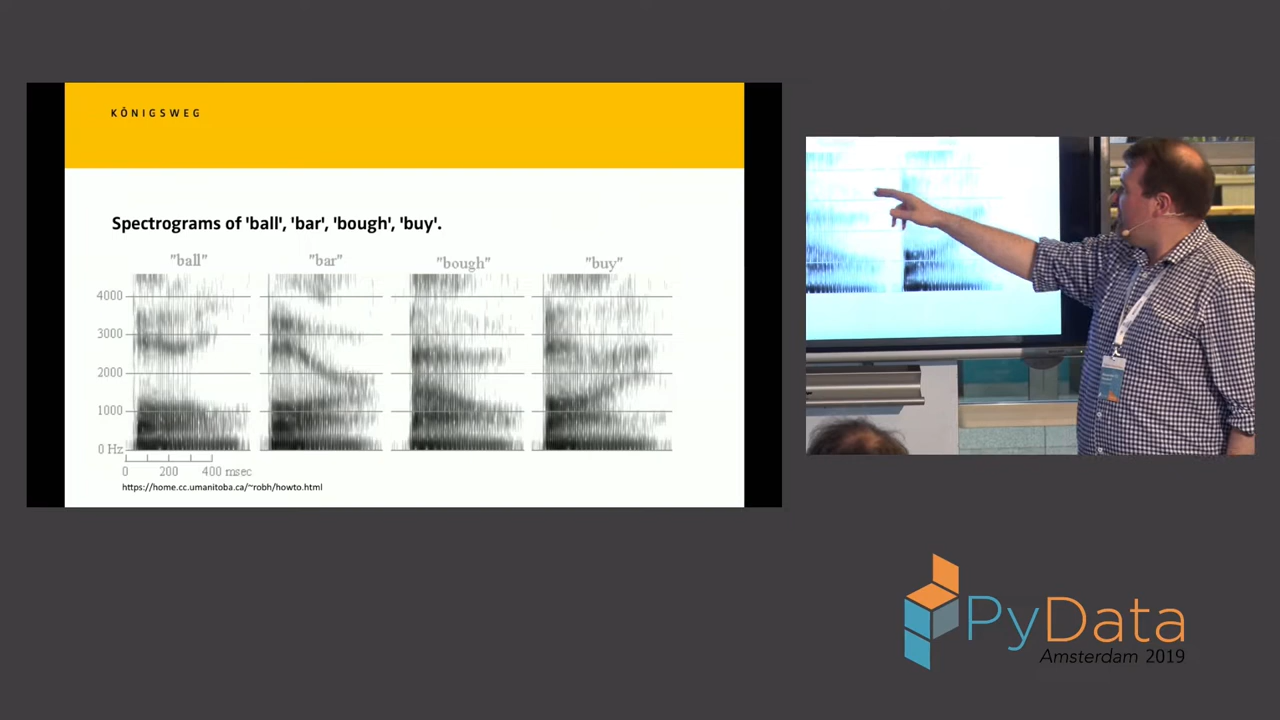 KÖNIGSWEG
Spectrograms of 'ball', 'bar', 'bough', 'buy'.
"ball" "bar" "bough" "buy"
4000
3000
2000
1000
0 Hz
0 200 400 msec
https://home.cc.umanitoba.ca/~robh/howto.html
PyData
Amsterdam 2019